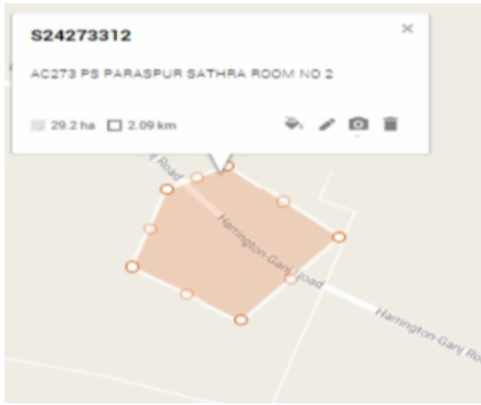 S24273312
AC273 PS PARASPUR SATHRA ROOM NO 2
29.2 ha 2.09 km
Road
Harrington-Ganj Road
Harrington-Ganj Ro